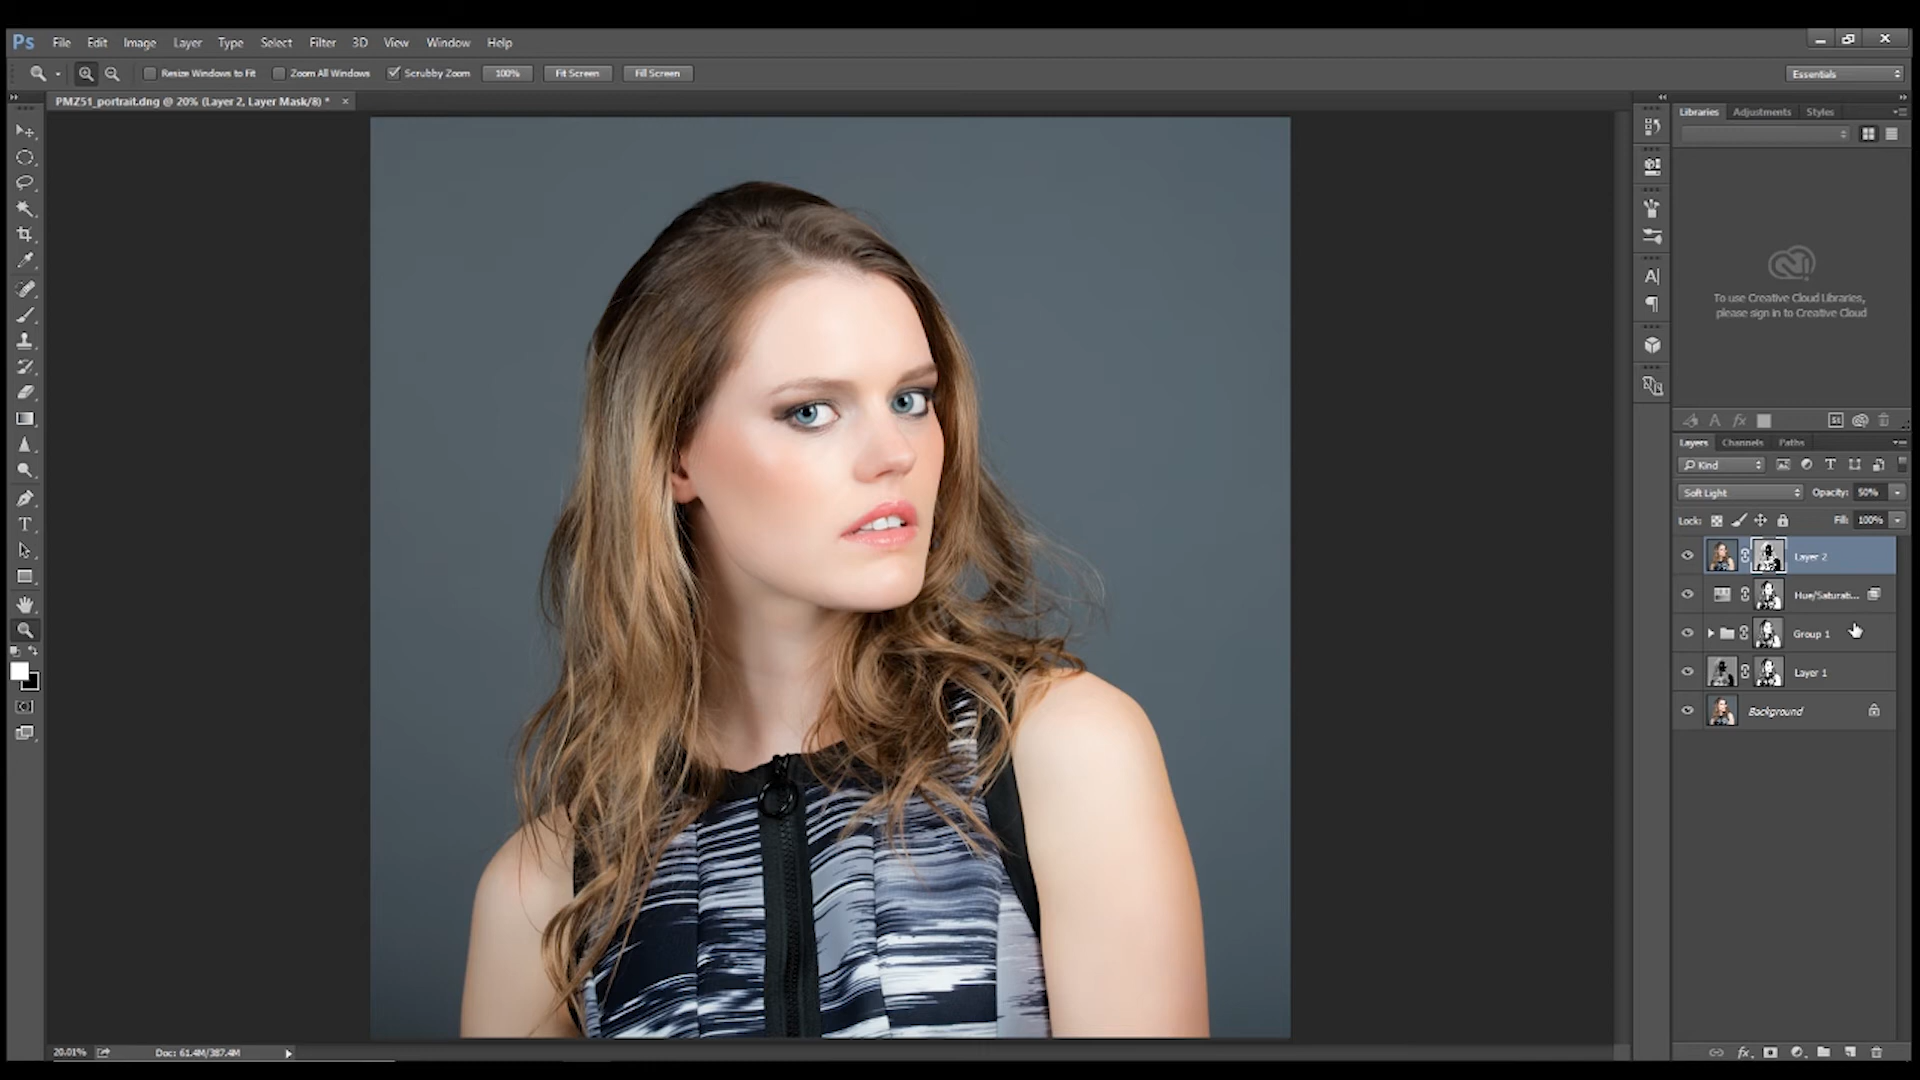 Ps File Edit Image Layer Type Select Filter 3D View Window Help
Resize Windows to Fit Zoom All Windows Scrubby Zoom 100% Fit Screen Fill Screen Essentials
PMZ51_portrait.dng @ 20% (Layer 2, Layer Mask/8) *
Libraries Adjustments Styles
To use Creative Cloud Libraries,
please sign in to Creative Cloud
Layers Channels Paths
Kind
Soft Light Opacity: 50%
Lock: Fill: 100%
Layer 2
Hue/Saturati...
Group 1
Layer 1
Background
20.01% Doc: 61.4M/387.4M